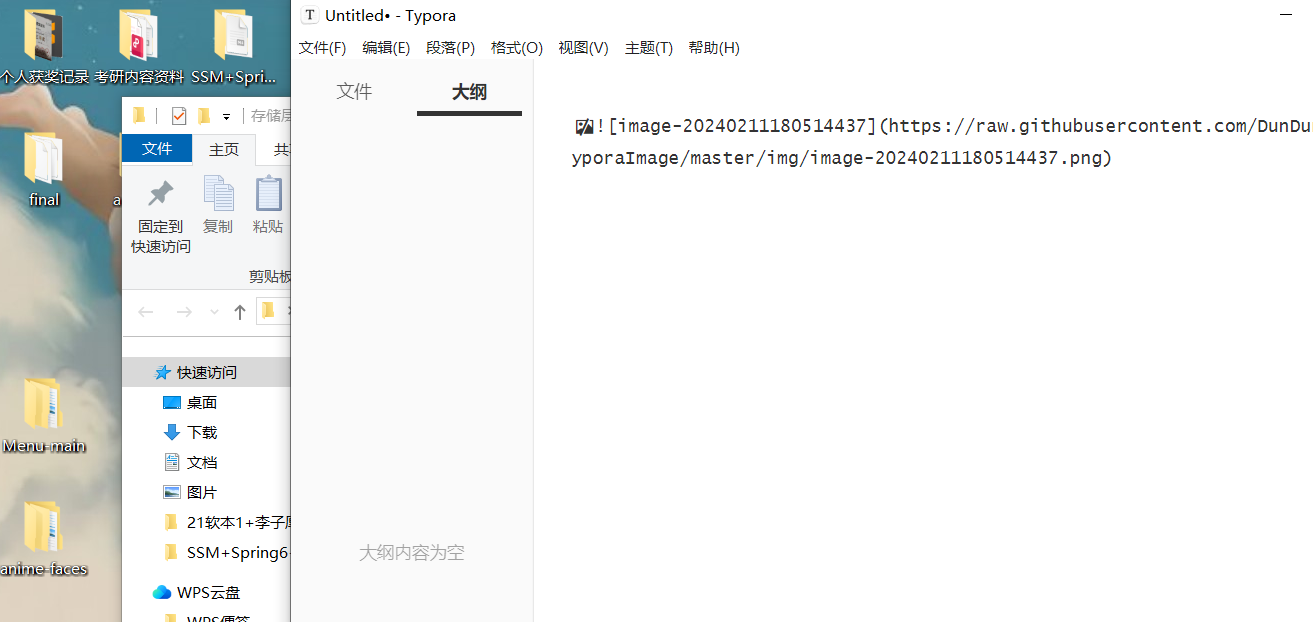 个人获奖记录
考研内容资料
SSM+Spri...
final
Menu-main
anime-faces
存储层
文件
主页
固定到
快速访问
复制
粘贴
剪贴板
快速访问
桌面
下载
文档
图片
21软本1+李子
SSM+Spring6
WPS云盘
WPS便签
T Untitled• - Typora
文件(F) 编辑(E) 段落(P) 格式(O) 视图(V) 主题(T) 帮助(H)
文件 大纲
大纲内容为空
![image-20240211180514437](https://raw.githubusercontent.com/DunDu
yporaImage/master/img/image-20240211180514437.png)